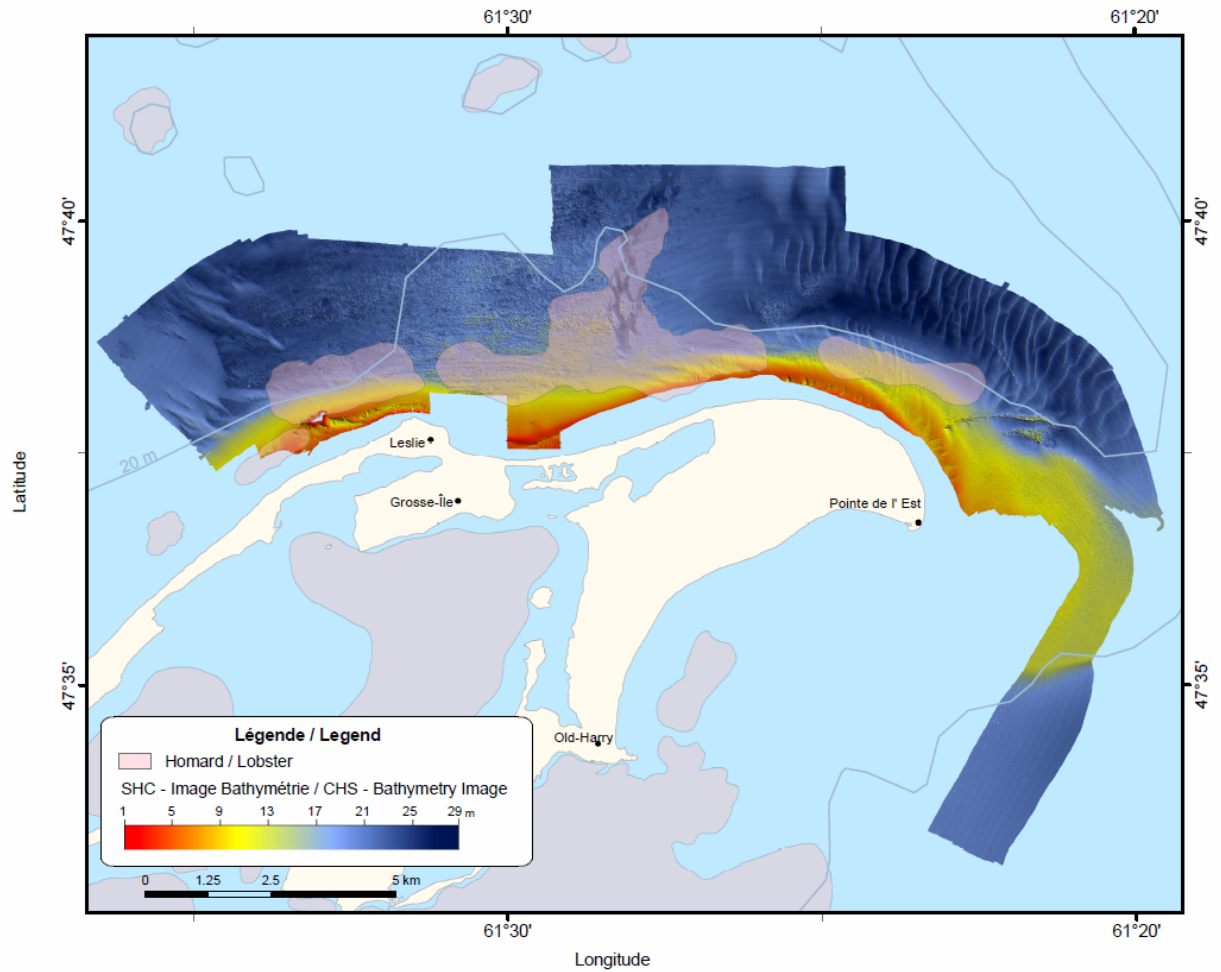 61°30'
61°20'
47°40'
47°40'
Latitude
20 m
Leslie
Grosse-Île
Pointe de l' Est
47°35'
47°35'
Old-Harry
Légende / Legend
Homard / Lobster
SHC - Image Bathymétrie / CHS - Bathymetry Image
1 5 9 13 17 21 25 29 m
0 1.25 2.5 5 km
61°30'
61°20'
Longitude